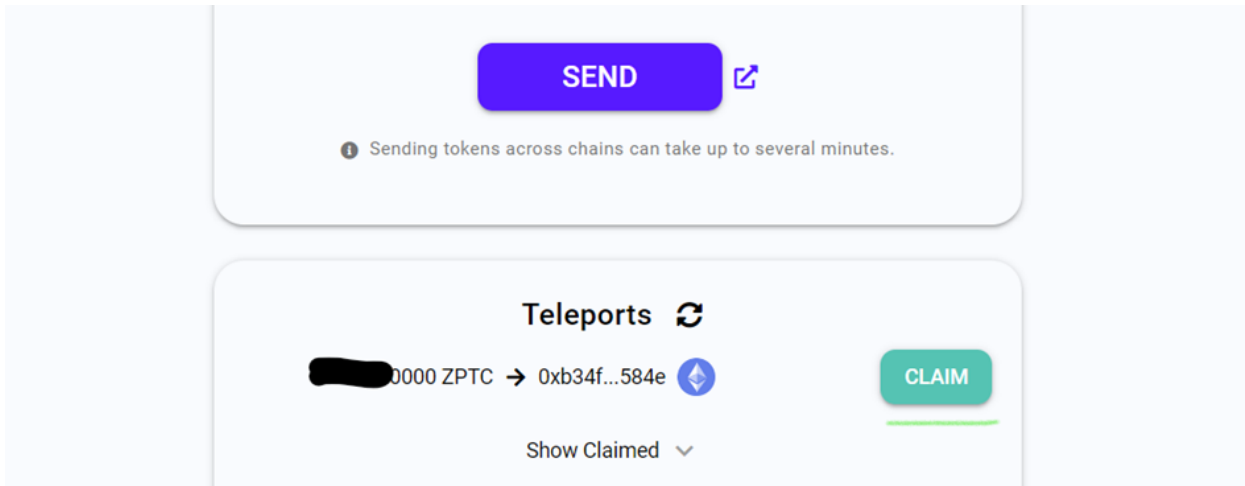 SEND
Sending tokens across chains can take up to several minutes.
Teleports
0000 ZPTC → 0xb34f...584e
CLAIM
Show Claimed